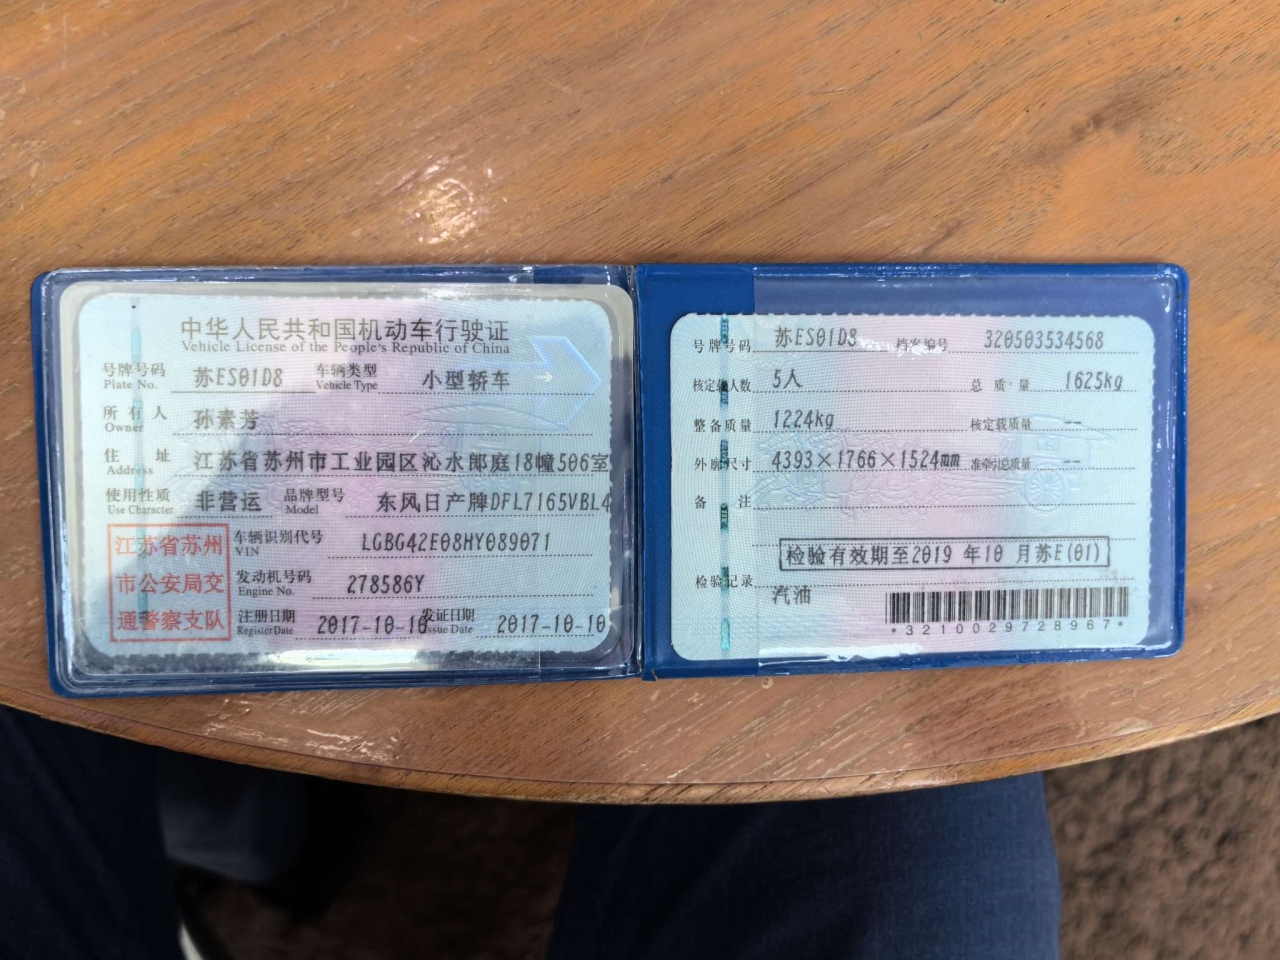 中华人民共和国机动车行驶证
Vehicle License of the People's Republic of China
号牌号码 Plate No. 苏ES01D8 车辆类型 Vehicle Type 小型轿车
所有人 Owner 孙素芳
住址 Address 江苏省苏州市工业园区沁水郎庭18幢506室
使用性质 Use Character 非营运 品牌型号 Model 东风日产牌DFL7165VBL4
车辆识别代号 VIN LGBG42E08HY089071
发动机号码 Engine No. 278586Y
注册日期 Register Date 2017-10-10 发证日期 Issue Date 2017-10-10
江苏省苏州
市公安局交
通警察支队
号牌号码 苏ES01D8 档案编号 320503534568
核定载人数 5人 总质量 1625kg
整备质量 1224kg 核定载质量 --
外廓尺寸 4393×1766×1524mm 准牵引总质量 --
备注
检验有效期至2019 年10 月苏E(01)
检验记录
汽油
*3210029728967*